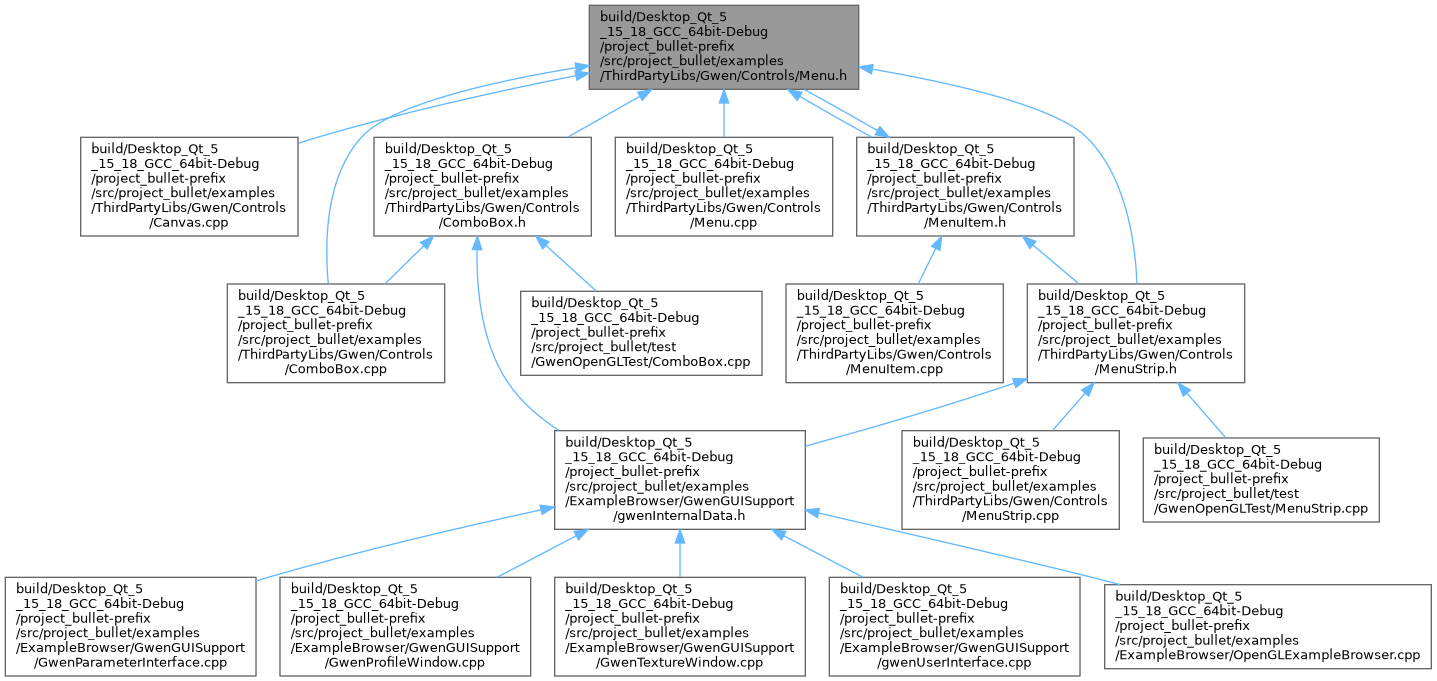 build/Desktop_Qt_5
_15_18_GCC_64bit-Debug
/project_bullet-prefix
/src/project_bullet/examples
/ThirdPartyLibs/Gwen/Controls/Menu.h
build/Desktop_Qt_5
_15_18_GCC_64bit-Debug
/project_bullet-prefix
/src/project_bullet/examples
/ThirdPartyLibs/Gwen/Controls
/Canvas.cpp
build/Desktop_Qt_5
_15_18_GCC_64bit-Debug
/project_bullet-prefix
/src/project_bullet/examples
/ThirdPartyLibs/Gwen/Controls
/ComboBox.h
build/Desktop_Qt_5
_15_18_GCC_64bit-Debug
/project_bullet-prefix
/src/project_bullet/examples
/ThirdPartyLibs/Gwen/Controls
/Menu.cpp
build/Desktop_Qt_5
_15_18_GCC_64bit-Debug
/project_bullet-prefix
/src/project_bullet/examples
/ThirdPartyLibs/Gwen/Controls
/MenuItem.h
build/Desktop_Qt_5
_15_18_GCC_64bit-Debug
/project_bullet-prefix
/src/project_bullet/examples
/ThirdPartyLibs/Gwen/Controls
/ComboBox.cpp
build/Desktop_Qt_5
_15_18_GCC_64bit-Debug
/project_bullet-prefix
/src/project_bullet/test
/GwenOpenGLTest/ComboBox.cpp
build/Desktop_Qt_5
_15_18_GCC_64bit-Debug
/project_bullet-prefix
/src/project_bullet/examples
/ThirdPartyLibs/Gwen/Controls
/MenuItem.cpp
build/Desktop_Qt_5
_15_18_GCC_64bit-Debug
/project_bullet-prefix
/src/project_bullet/examples
/ThirdPartyLibs/Gwen/Controls
/MenuStrip.h
build/Desktop_Qt_5
_15_18_GCC_64bit-Debug
/project_bullet-prefix
/src/project_bullet/examples
/ExampleBrowser/GwenGUISupport
/gwenInternalData.h
build/Desktop_Qt_5
_15_18_GCC_64bit-Debug
/project_bullet-prefix
/src/project_bullet/examples
/ThirdPartyLibs/Gwen/Controls
/MenuStrip.cpp
build/Desktop_Qt_5
_15_18_GCC_64bit-Debug
/project_bullet-prefix
/src/project_bullet/test
/GwenOpenGLTest/MenuStrip.cpp
build/Desktop_Qt_5
_15_18_GCC_64bit-Debug
/project_bullet-prefix
/src/project_bullet/examples
/ExampleBrowser/GwenGUISupport
/GwenParameterInterface.cpp
build/Desktop_Qt_5
_15_18_GCC_64bit-Debug
/project_bullet-prefix
/src/project_bullet/examples
/ExampleBrowser/GwenGUISupport
/GwenProfileWindow.cpp
build/Desktop_Qt_5
_15_18_GCC_64bit-Debug
/project_bullet-prefix
/src/project_bullet/examples
/ExampleBrowser/GwenGUISupport
/GwenTextureWindow.cpp
build/Desktop_Qt_5
_15_18_GCC_64bit-Debug
/project_bullet-prefix
/src/project_bullet/examples
/ExampleBrowser/GwenGUISupport
/gwenUserInterface.cpp
build/Desktop_Qt_5
_15_18_GCC_64bit-Debug
/project_bullet-prefix
/src/project_bullet/examples
/ExampleBrowser/OpenGLExampleBrowser.cpp